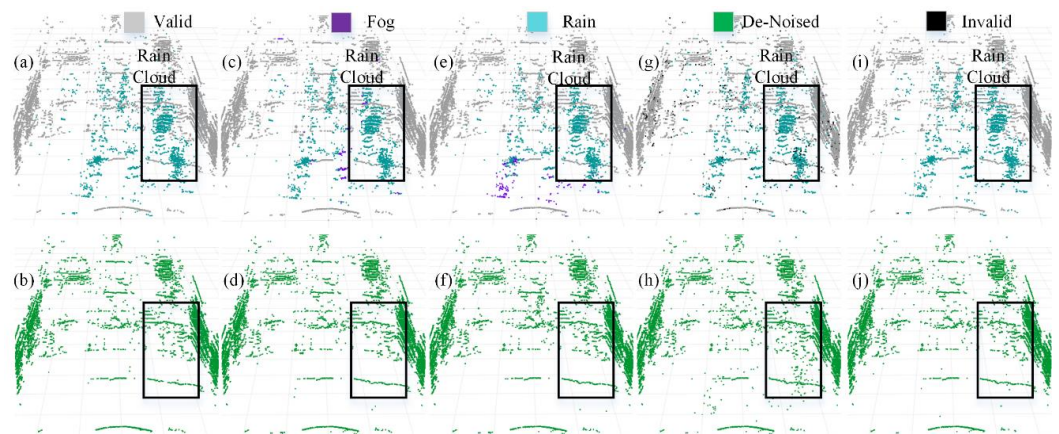 Valid Fog Rain De-Noised Invalid
(a) Rain Cloud (c) Rain Cloud (e) Rain Cloud (g) Rain Cloud (i) Rain Cloud
(b) (d) (f) (h) (j)